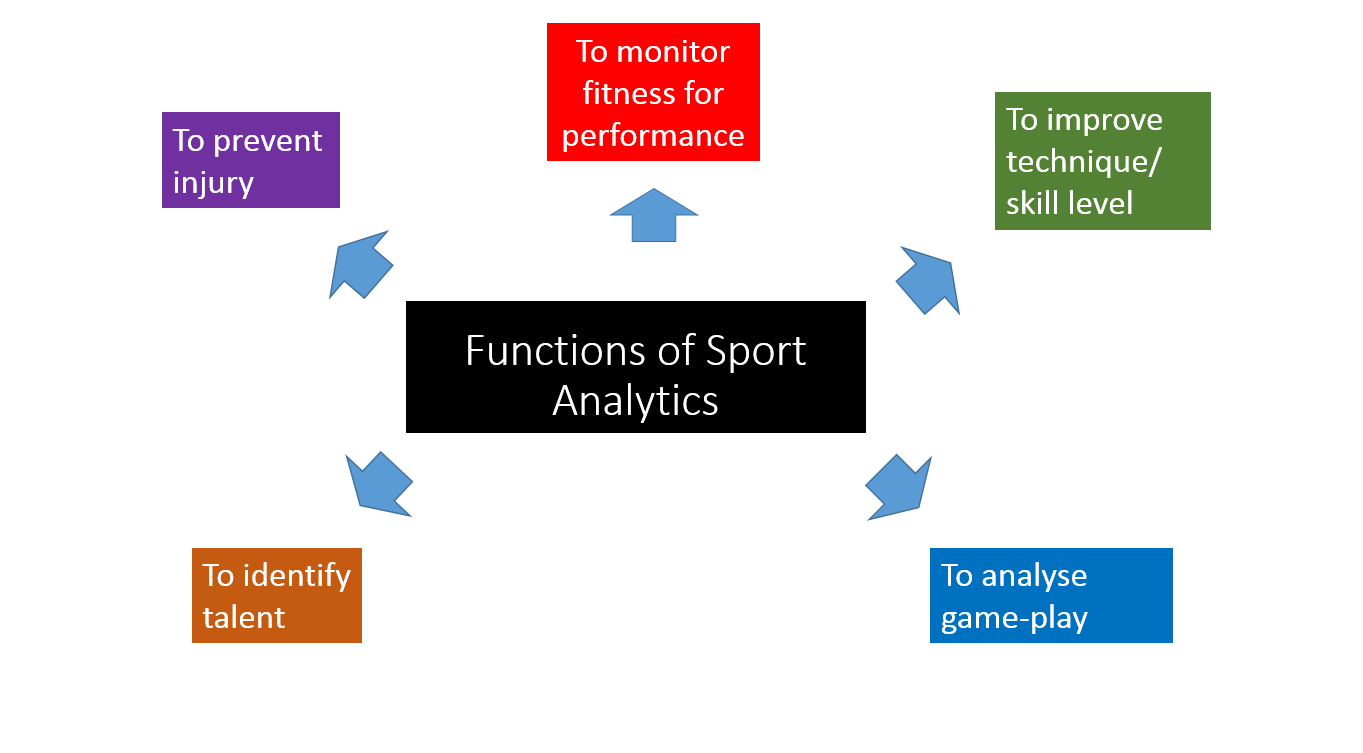 To monitor
fitness for
performance
To prevent
injury
To improve
technique/
skill level
Functions of Sport
Analytics
To identify
talent
To analyse
game-play